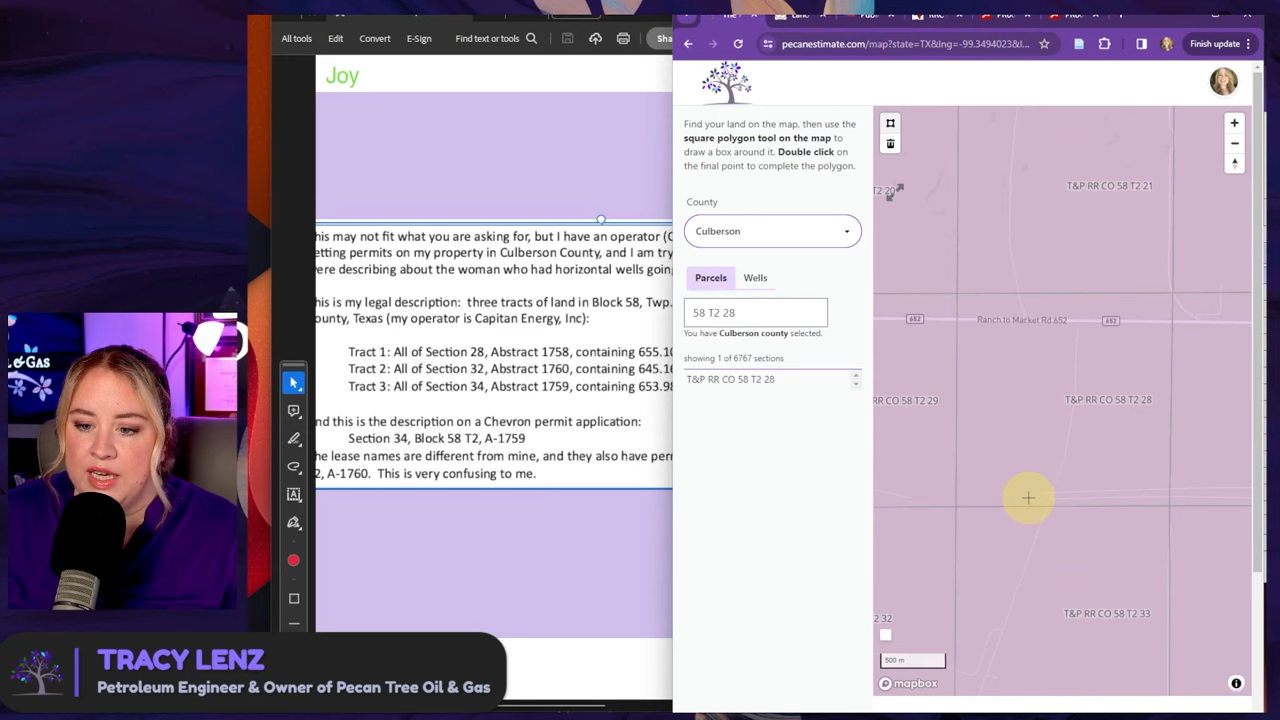 All tools Edit Convert E-Sign Find text or tools Sha
Joy
his may not fit what you are asking for, but I have an operator (C
etting permits on my property in Culberson County, and I am try
vere describing about the woman who had horizontal wells going
his is my legal description: three tracts of land in Block 58, Twp.
ounty, Texas (my operator is Capitan Energy, Inc):
Tract 1: All of Section 28, Abstract 1758, containing 655.10
Tract 2: All of Section 32, Abstract 1760, containing 645.16
Tract 3: All of Section 34, Abstract 1759, containing 653.98
nd this is the description on a Chevron permit application:
Section 34, Block 58 T2, A-1759
he lease names are different from mine, and they also have perm
2, A-1760. This is very confusing to me.
pecanestimate.com/map?state=TX&lng=-99.3494023&l...
Finish update
Find your land on the map, then use the
square polygon tool on the map to
draw a box around it. Double click on
the final point to complete the polygon.
County
Culberson
Parcels Wells
58 T2 28
You have Culberson county selected.
showing 1 of 6767 sections
T&P RR CO 58 T2 28
T2 20
T&P RR CO 58 T2 21
652 Ranch to Market Rd 652 652
RR CO 58 T2 29
T&P RR CO 58 T2 28
2 32
T&P RR CO 58 T2 33
500 m
mapbox
& GAS
TRACY LENZ
Petroleum Engineer & Owner of Pecan Tree Oil & Gas